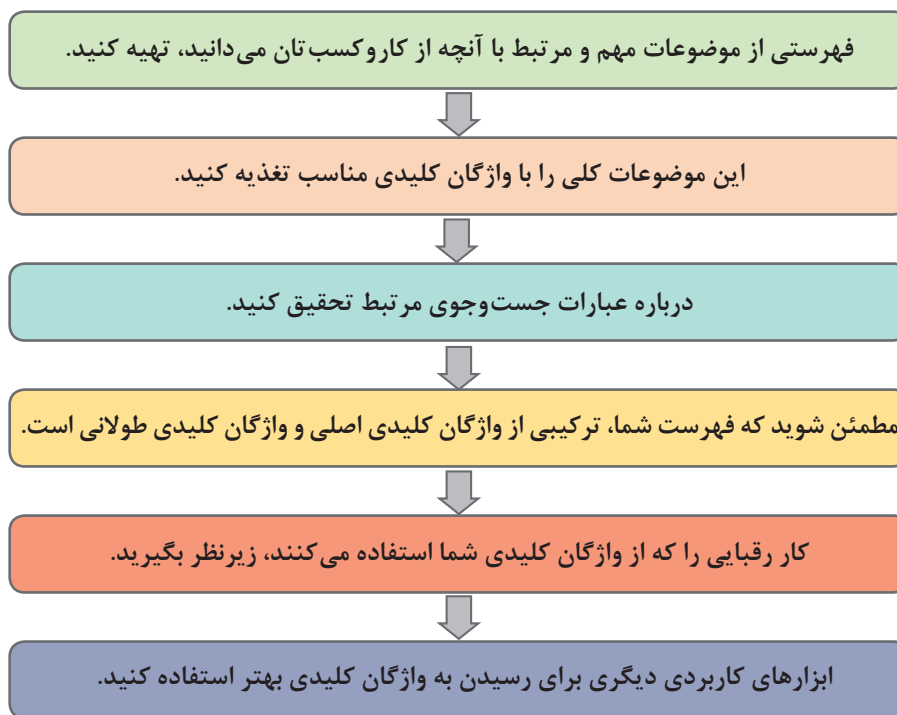 فهرستی از موضوعات مهم و مرتبط با آنچه از کاروکسب‌تان می‌دانید، تهیه کنید.
این موضوعات کلی را با واژگان کلیدی مناسب تغذیه کنید.
درباره عبارات جست‌وجوی مرتبط تحقیق کنید.
مطمئن شوید که فهرست شما، ترکیبی از واژگان کلیدی اصلی و واژگان کلیدی طولانی است.
کار رقبایی را که از واژگان کلیدی شما استفاده می‌کنند، زیرنظر بگیرید.
ابزارهای کاربردی دیگری برای رسیدن به واژگان کلیدی بهتر استفاده کنید.